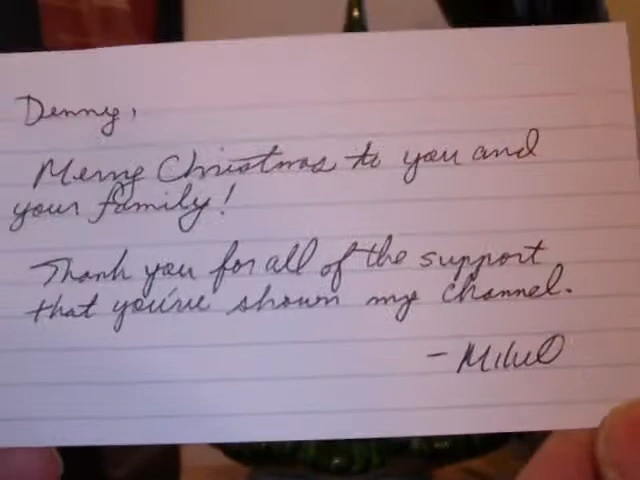 Denny,
Merry Christmas to you and
your family!
Thank you for all of the support
that you've shown my channel.
-